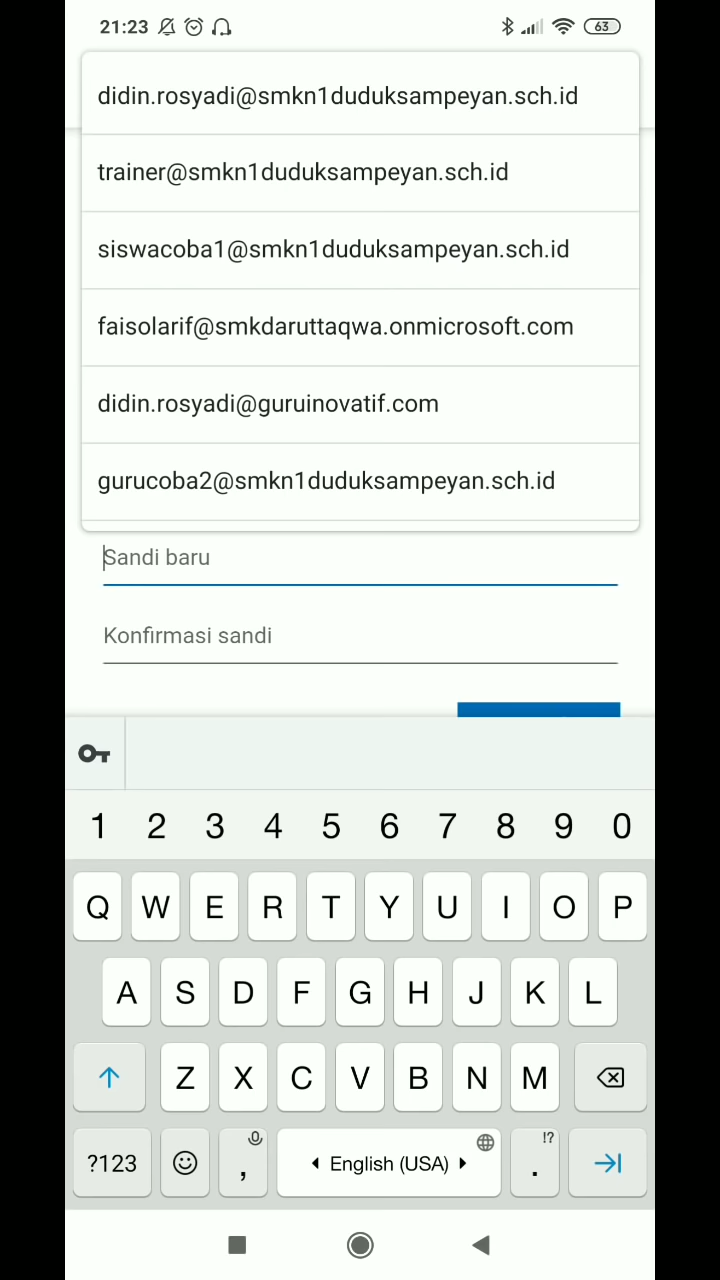 21:23
63
didin.rosyadi@smkn1duduksampeyan.sch.id
trainer@smkn1duduksampeyan.sch.id
siswacoba1@smkn1duduksampeyan.sch.id
faisolarif@smkdaruttaqwa.onmicrosoft.com
didin.rosyadi@guruinovatif.com
gurucoba2@smkn1duduksampeyan.sch.id
Sandi baru
Konfirmasi sandi
1 2 3 4 5 6 7 8 9 0
Q W E R T Y U I O P
A S D F G H J K L
Z X C V B N M
?123 , English (USA) . !?